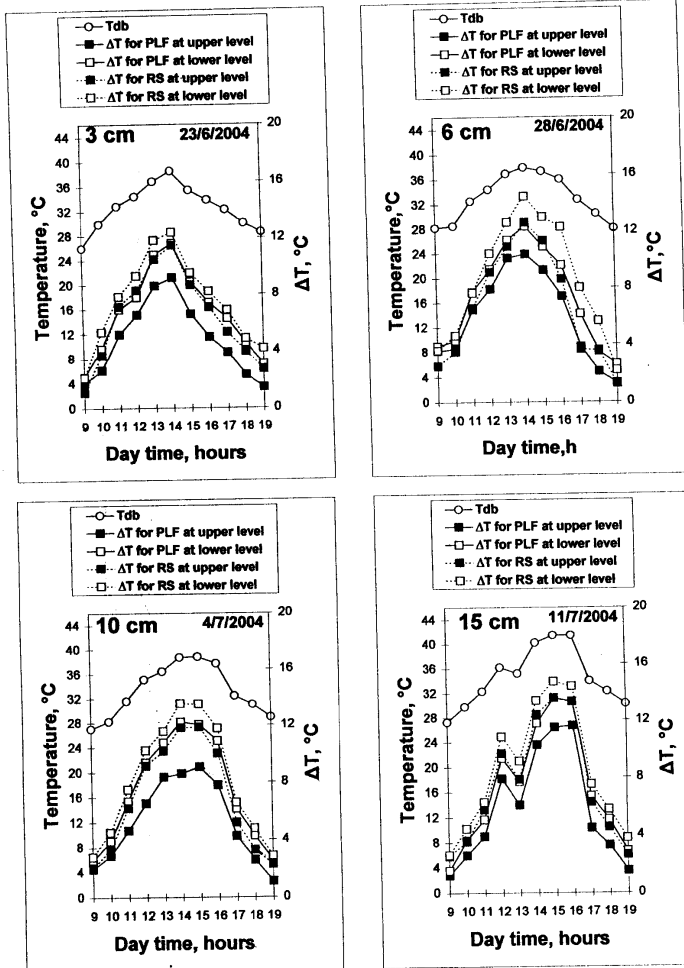 Tdb
ΔT for PLF at upper level
ΔT for PLF at lower level
ΔT for RS at upper level
ΔT for RS at lower level
3 cm 23/6/2004
44
40
36
32
28
24
20
16
12
8
4
0
Temperature, °C
20
16
12
8
4
0
ΔT, °C
9 10 11 12 13 14 15 16 17 18 19
Day time, hours
Tdb
ΔT for PLF at upper level
ΔT for PLF at lower level
ΔT for RS at upper level
ΔT for RS at lower level
6 cm 28/6/2004
44
40
36
32
28
24
20
16
12
8
4
0
Temperature, °C
20
16
12
8
4
0
ΔT,°C
9 10 11 12 13 14 15 16 17 18 19
Day time,h
Tdb
ΔT for PLF at upper level
ΔT for PLF at lower level
ΔT for RS at upper level
ΔT for RS at lower level
10 cm 4/7/2004
44
40
36
32
28
24
20
16
12
8
4
0
Temperature, °C
20
16
12
8
4
0
ΔT, °C
9 10 11 12 13 14 15 16 17 18 19
Day time, hours
Tdb
ΔT for PLF at upper level
ΔT for PLF at lower level
ΔT for RS at upper level
ΔT for RS at lower level
15 cm 11/7/2004
44
40
36
32
28
24
20
16
12
8
4
0
Temperature, °C
20
16
12
8
4
0
ΔT, °C
9 10 11 12 13 14 15 16 17 18 19
Day time, hours